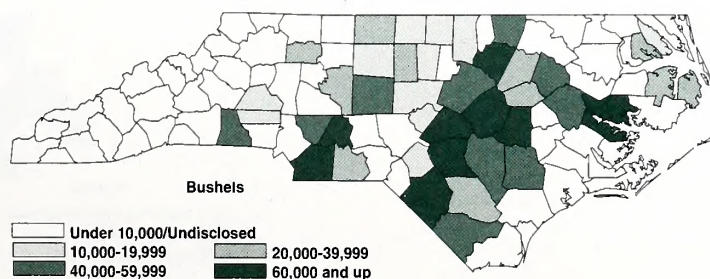 Bushels
Under 10,000/Undisclosed
10,000-19,999
20,000-39,999
40,000-59,999
60,000 and up